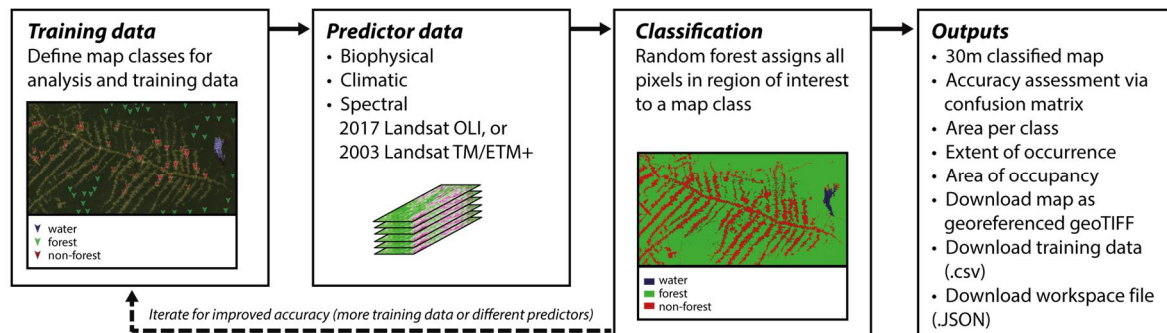 Training data
Define map classes for
analysis and training data
water
forest
non-forest
Predictor data
• Biophysical
• Climatic
• Spectral
2017 Landsat OLI, or
2003 Landsat TM/ETM+
Classification
Random forest assigns all
pixels in region of interest
to a map class
water
forest
non-forest
Outputs
• 30m classified map
• Accuracy assessment via
confusion matrix
• Area per class
• Extent of occurrence
• Area of occupancy
• Download map as
georeferenced geoTIFF
• Download training data
(.csv)
• Download workspace file
(.JSON)
Iterate for improved accuracy (more training data or different predictors)